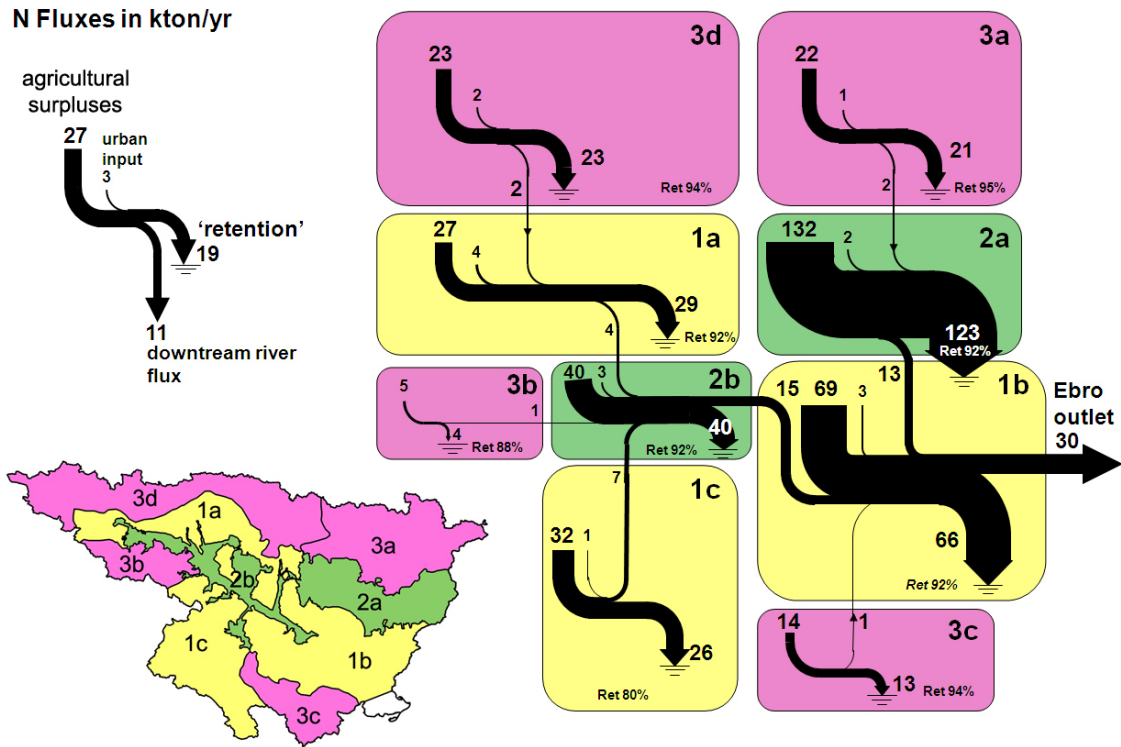 N Fluxes in kton/yr
agricultural
surpluses
27
urban
input
3
'retention'
19
11
downtream river
flux
3d
23
2
23
2
Ret 94%
3a
22
1
21
2
Ret 95%
1a
27
4
29
4
Ret 92%
2a
132
2
123
Ret 92%
13
3b
5
1
4
Ret 88%
2b
40
3
40
Ret 92%
15
1b
69
3
66
Ret 92%
Ebro
outlet
30
1c
7
32
1
26
Ret 80%
3c
14
1
13
Ret 94%
3d
1a
3a
3b
2b
2a
1c
1b
3c